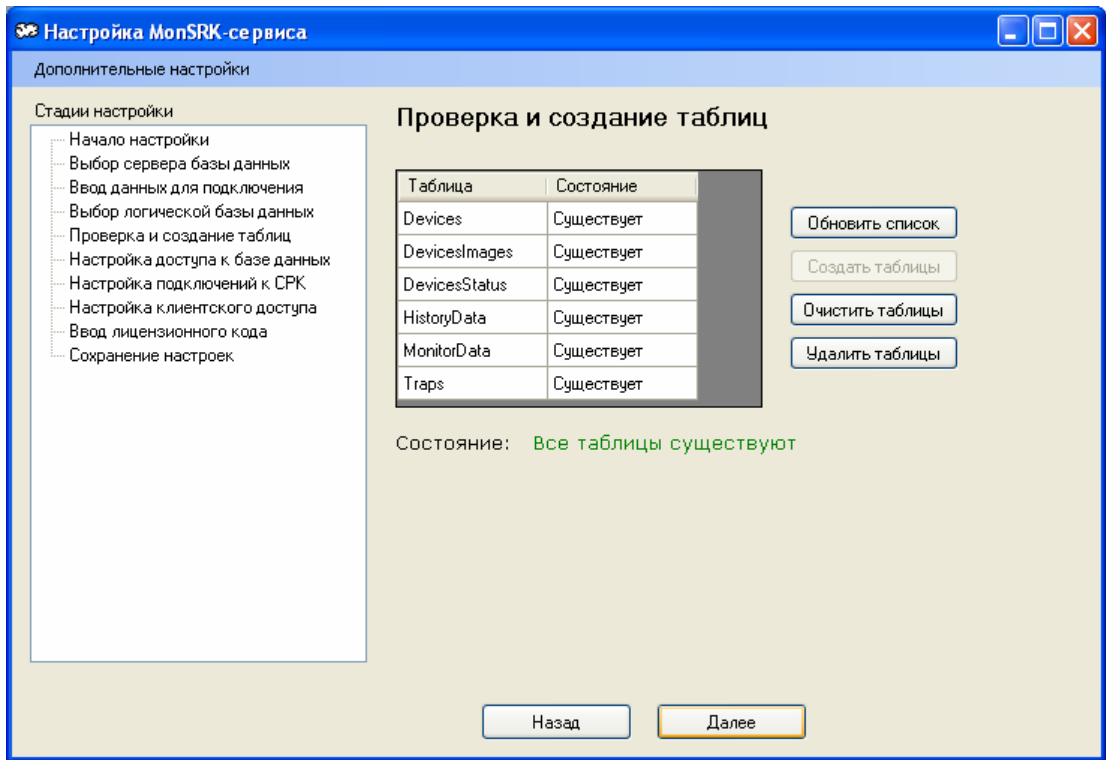 Настройка MonSRK-сервиса
Дополнительные настройки
Стадии настройки
Начало настройки
Выбор сервера базы данных
Ввод данных для подключения
Выбор логической базы данных
Проверка и создание таблиц
Настройка доступа к базе данных
Настройка подключений к СРК
Настройка клиентского доступа
Ввод лицензионного кода
Сохранение настроек
Проверка и создание таблиц
Таблица Состояние
Devices Существует
DevicesImages Существует
DevicesStatus Существует
HistoryData Существует
MonitorData Существует
Traps Существует
Обновить список
Создать таблицы
Очистить таблицы
Удалить таблицы
Состояние: Все таблицы существуют
Назад Далее